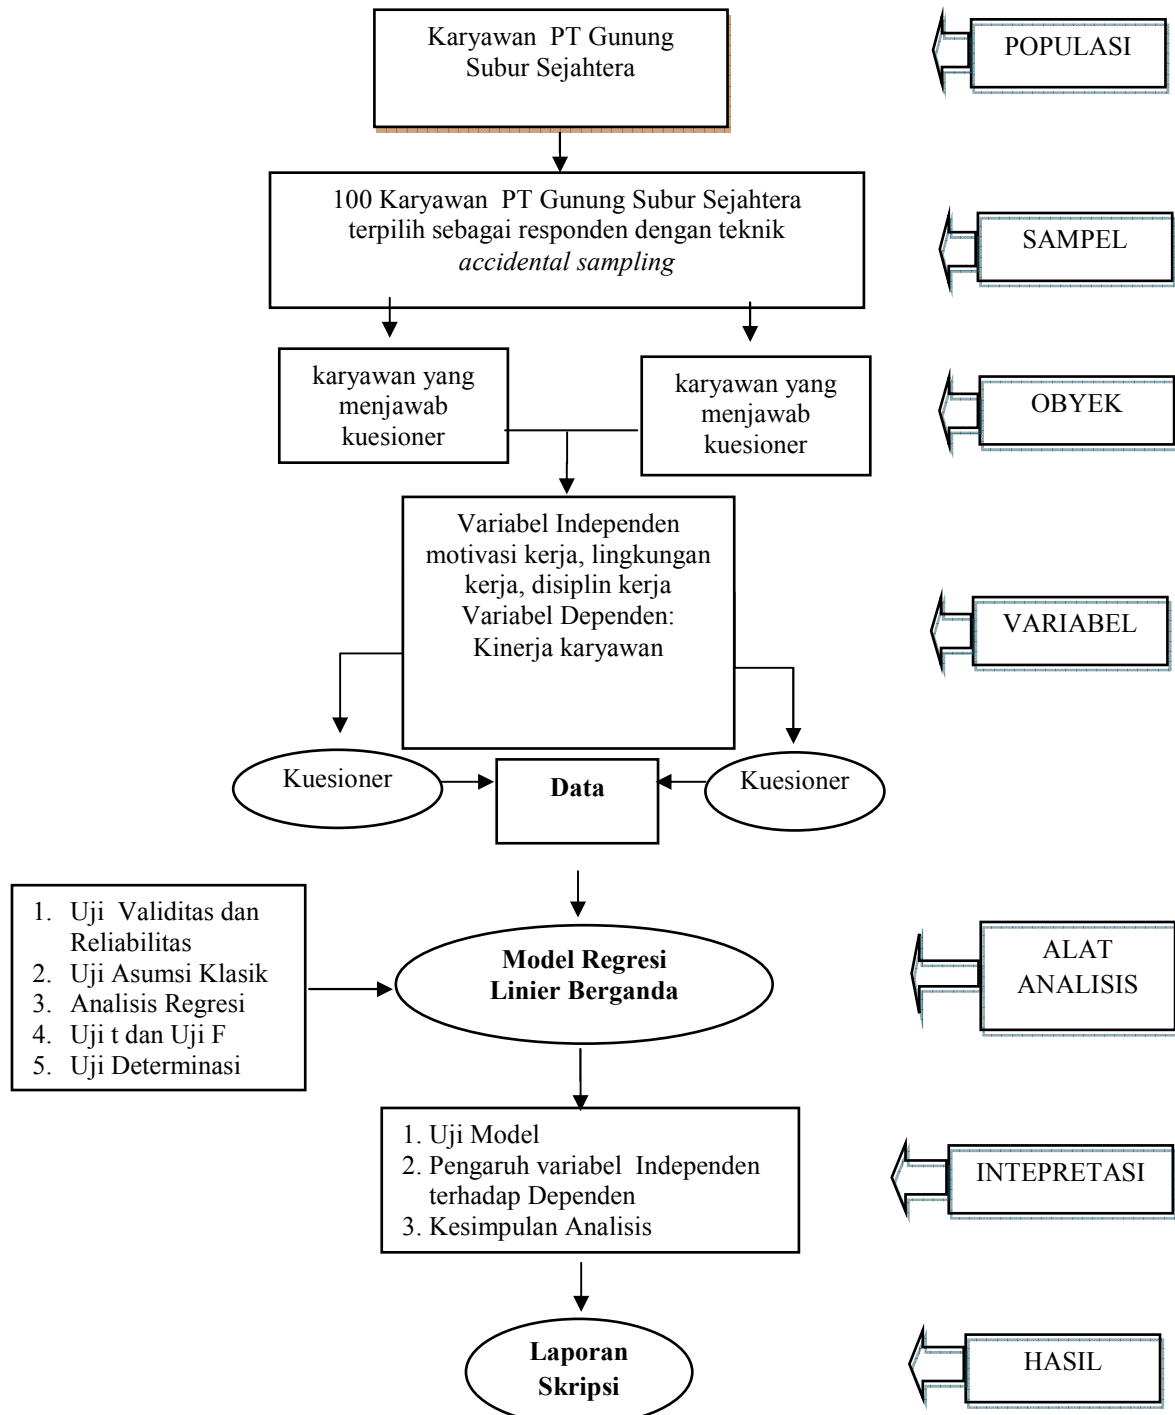 Karyawan PT Gunung
Subur Sejahtera
POPULASI
100 Karyawan PT Gunung Subur Sejahtera
terpilih sebagai responden dengan teknik
accidental sampling
SAMPEL
karyawan yang
menjawab
kuesioner
karyawan yang
menjawab
kuesioner
OBYEK
Variabel Independen
motivasi kerja, lingkungan
kerja, disiplin kerja
Variabel Dependen:
Kinerja karyawan
VARIABEL
Kuesioner
Data
Kuesioner
1. Uji Validitas dan
Reliabilitas
2. Uji Asumsi Klasik
3. Analisis Regresi
4. Uji t dan Uji F
5. Uji Determinasi
Model Regresi
Linier Berganda
ALAT
ANALISIS
1. Uji Model
2. Pengaruh variabel Independen
terhadap Dependen
3. Kesimpulan Analisis
INTEPRETASI
Laporan
Skripsi
HASIL